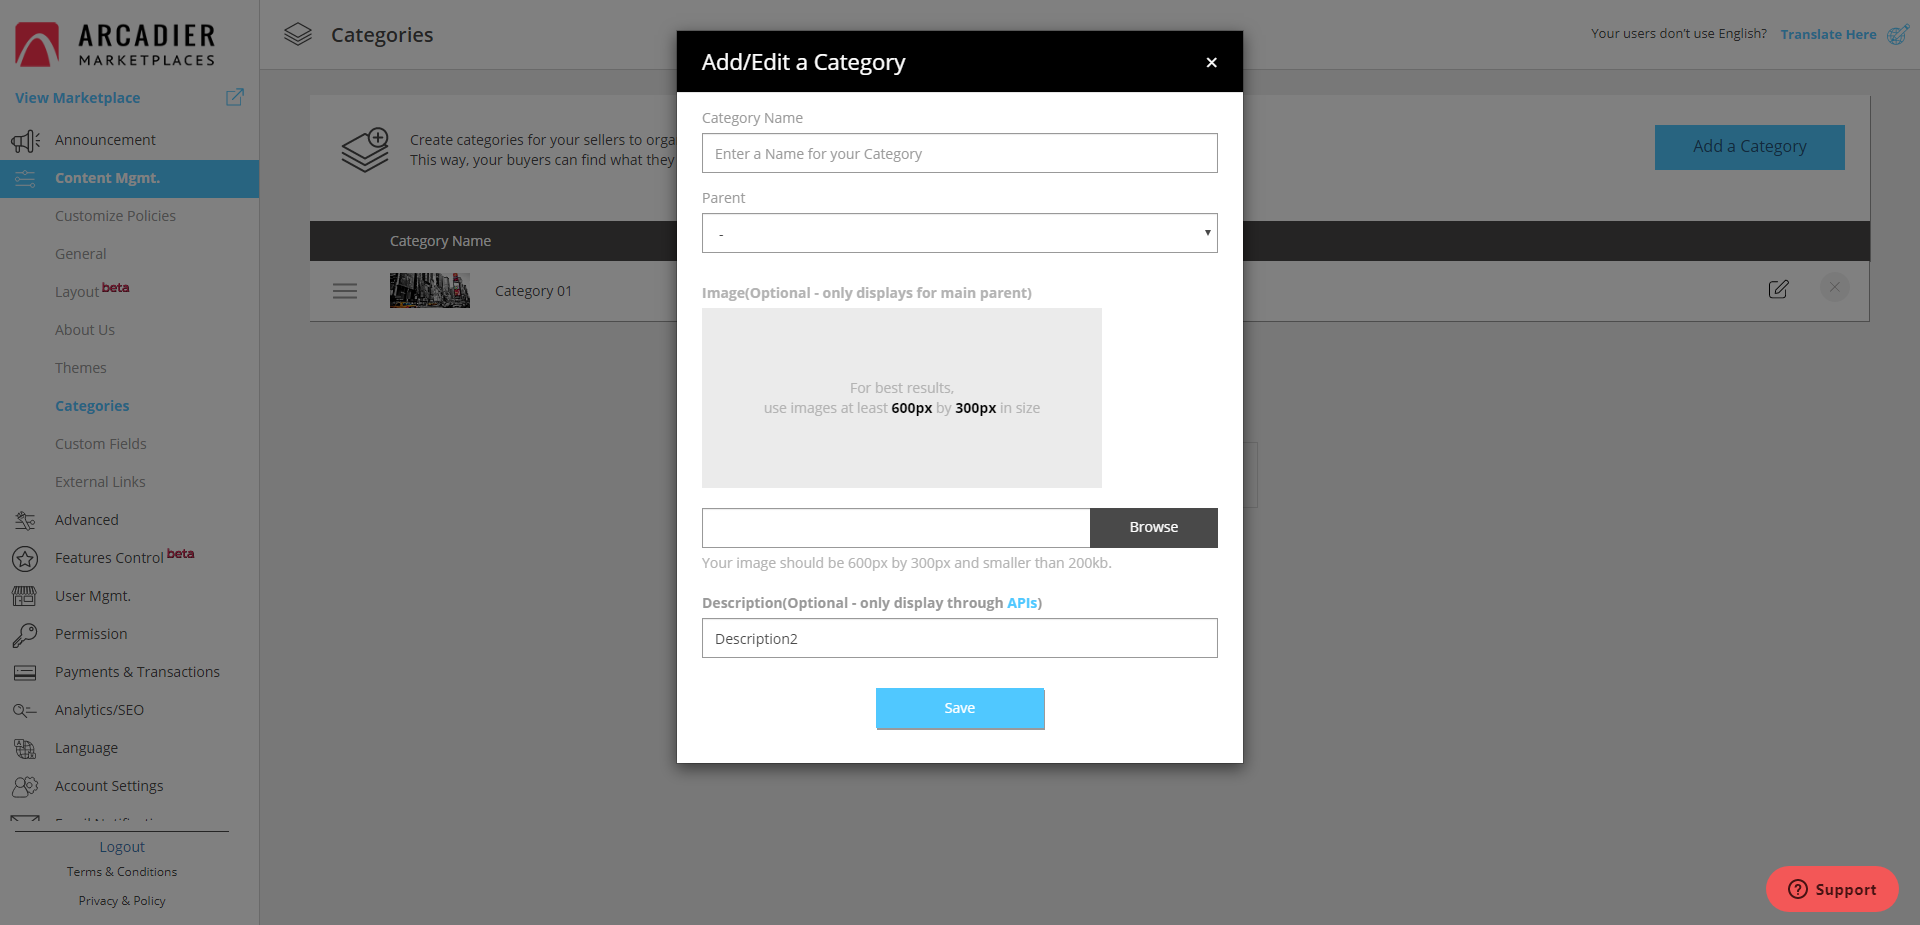 ARCADIER
MARKETPLACES
View Marketplace
Announcement
Content Mgmt.
Customize Policies
General
Layout beta
About Us
Themes
Categories
Custom Fields
External Links
Advanced
Features Control beta
User Mgmt.
Permission
Payments & Transactions
Analytics/SEO
Language
Account Settings
Logout
Terms & Conditions
Privacy & Policy
Categories
Your users don't use English? Translate Here
Create categories for your sellers to orga
This way, your buyers can find what they
Add a Category
Category Name
Category 01
Add/Edit a Category
×
Category Name
Enter a Name for your Category
Parent
-
Image(Optional - only displays for main parent)
For best results,
use images at least 600px by 300px in size
Browse
Your image should be 600px by 300px and smaller than 200kb.
Description(Optional - only display through APIs)
Description2
Save
Support